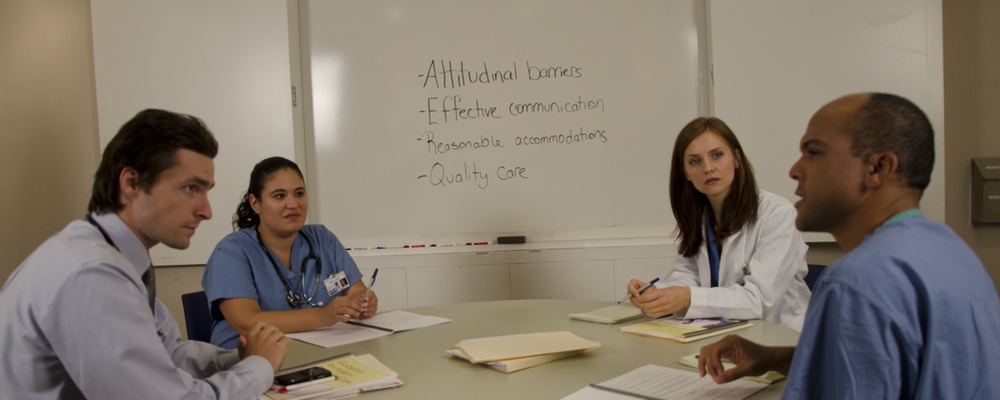 -Attitudinal barriers
-Effective communication
-Reasonable accommodations
-Quality care